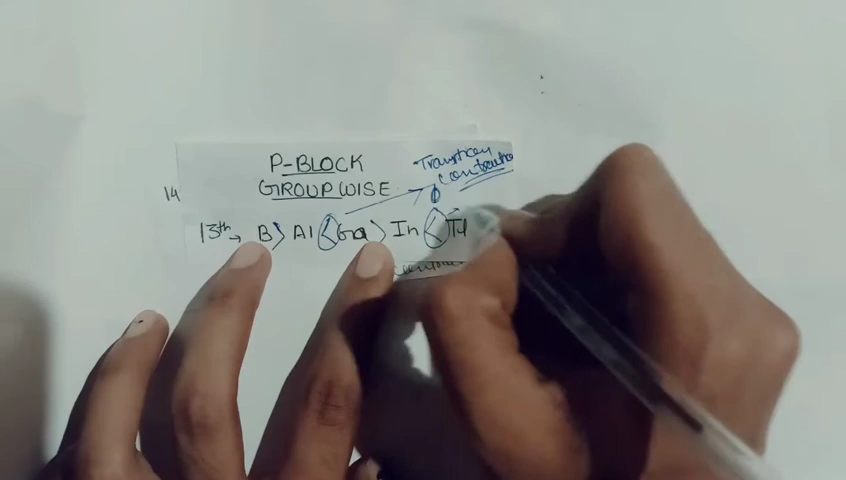 P-BLOCK
GROUPWISE
Transition
contraction
14
13th → B > Al < Ga > In < Tl